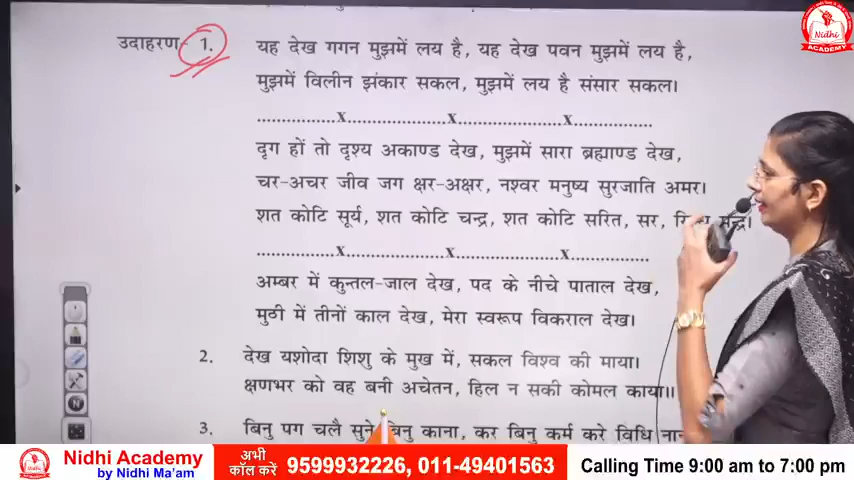 उदाहरण- 1. यह देख गगन मुझमें लय है, यह देख पवन मुझमें लय है,
मुझमें विलीन झंकार सकल, मुझमें लय है संसार सकल।
................x....................x......................x................
दृग हों तो दृश्य अकाण्ड देख, मुझमें सारा ब्रह्माण्ड देख,
चर-अचर जीव जग क्षर-अक्षर, नश्वर मनुष्य सुरजाति अमर।
शत कोटि सूर्य, शत कोटि चन्द्र, शत कोटि सरित, सर,
................x....................x......................x................
अम्बर में कुन्तल-जाल देख, पद के नीचे पाताल देख,
मुठी में तीनों काल देख, मेरा स्वरूप विकराल देख।
2. देख यशोदा शिशु के मुख में, सकल विश्व की माया।
क्षणभर को वह बनी अचेतन, हिल न सकी कोमल काया॥
3. बिनु पग चलै सुने बिनु काना, कर बिनु कर्म करे विधि
Nidhi
ACADEMY
Nidhi Academy
by Nidhi Ma'am
अभी
कॉल करें
9599932226, 011-49401563
Calling Time 9:00 am to 7:00 pm